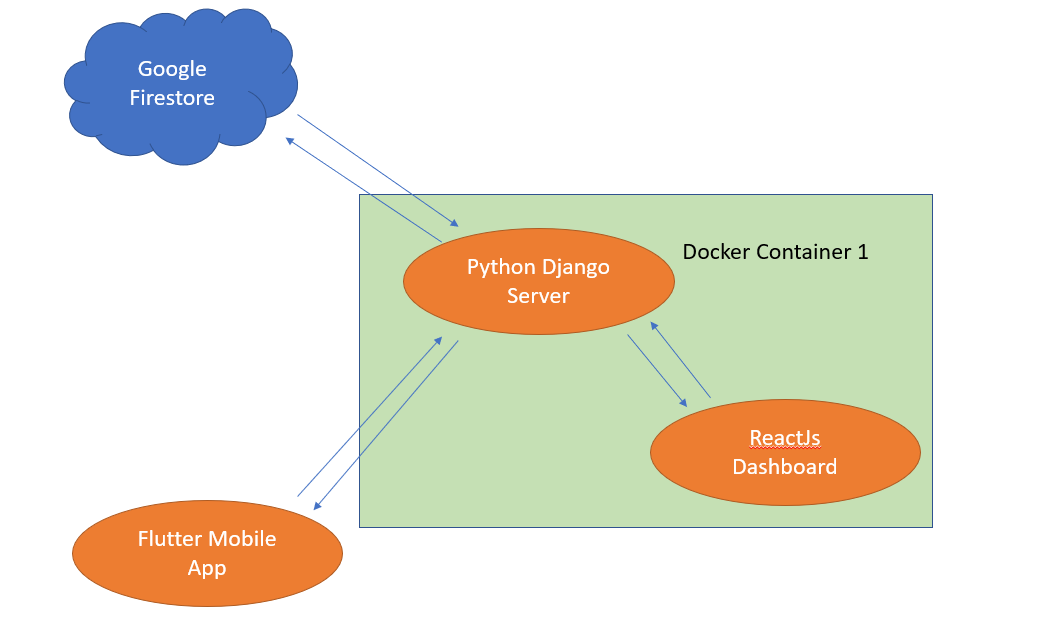 Google
Firestore
Docker Container 1
Python Django
Server
ReactJs
Dashboard
Flutter Mobile
App